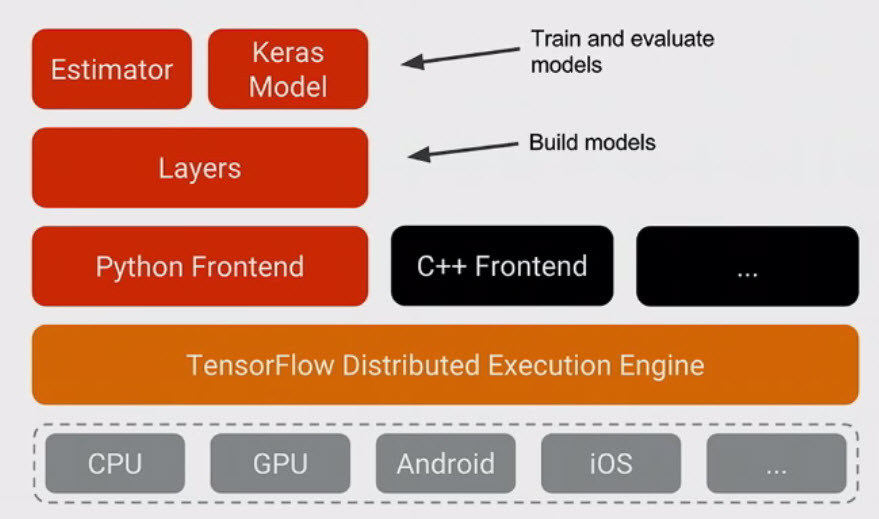 Estimator
Keras
Model
Train and evaluate
models
Layers
Build models
Python Frontend
C++ Frontend
...
TensorFlow Distributed Execution Engine
CPU
GPU
Android
iOS
...